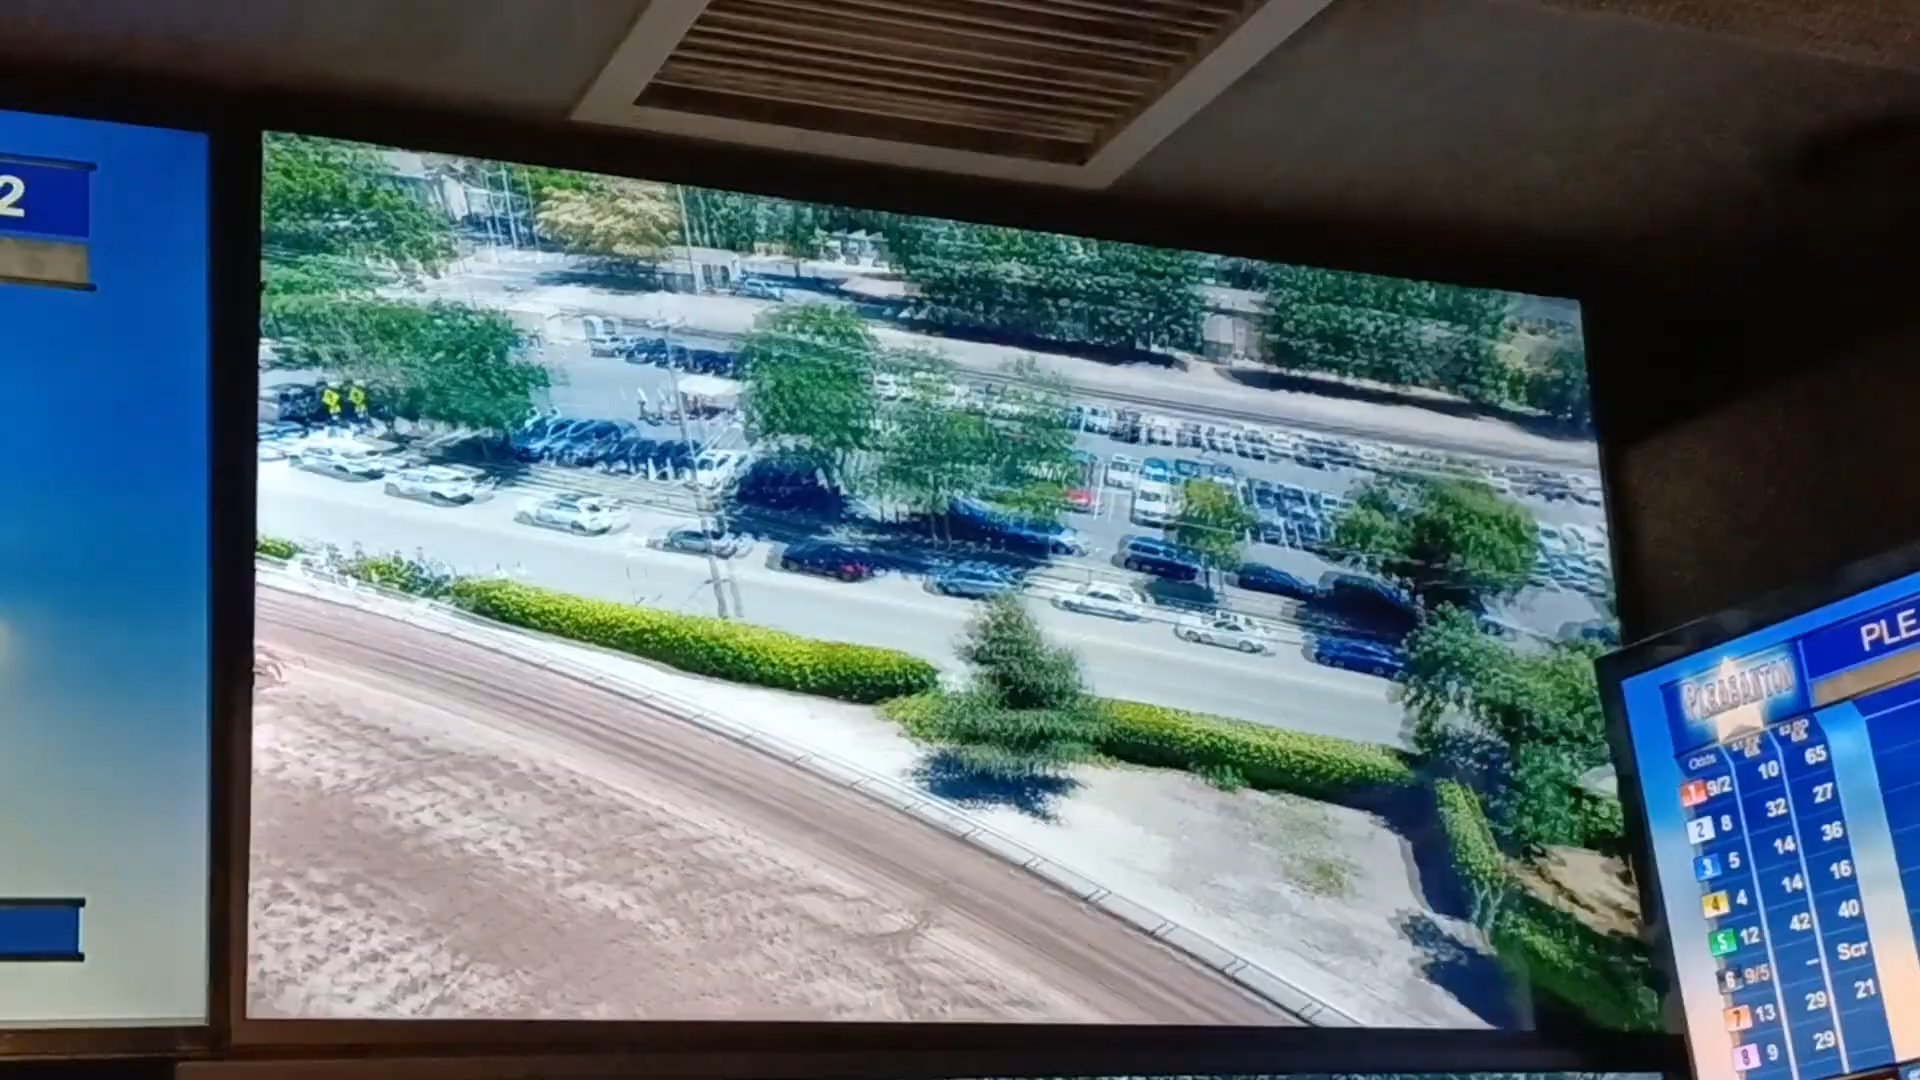 2
PLE
PLEASANTON
Odds
1 9/2 10 65
2 8 32 27
3 5 14 36
4 4 14 16
5 12 42 40
6 9/5 – Scr
7 13 29 21
8 9 29